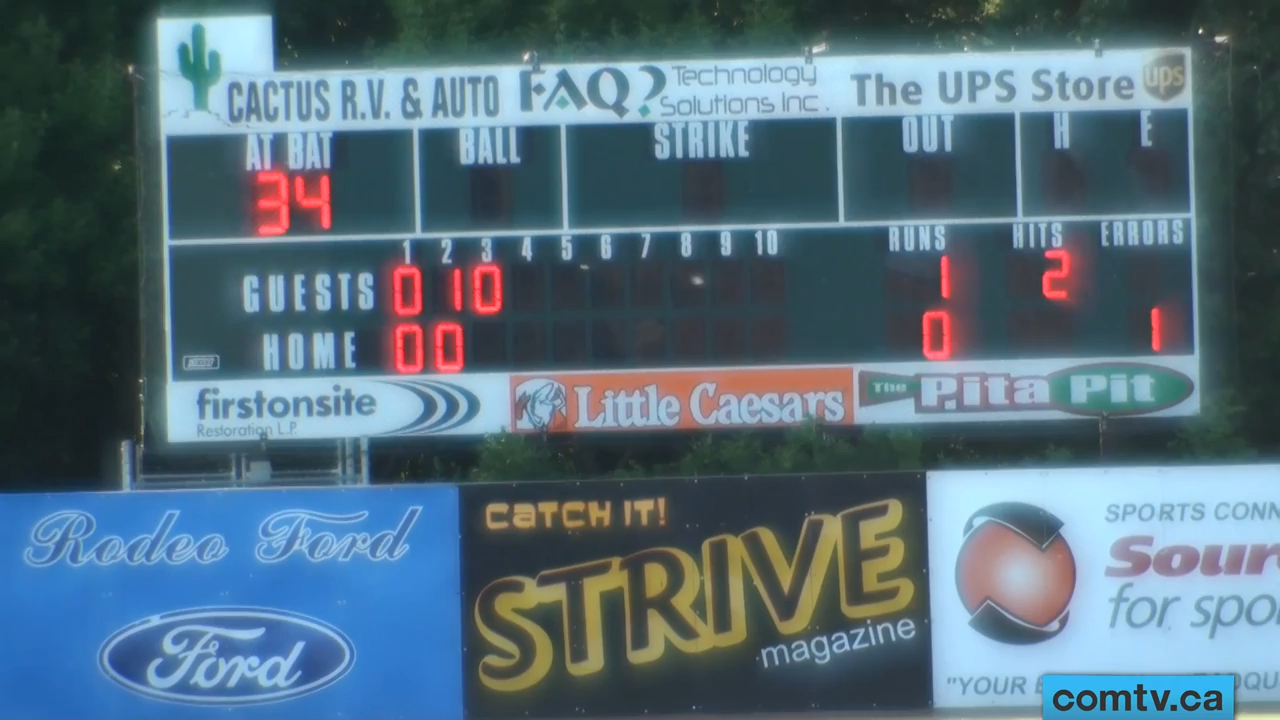 CACTUS R.V. & AUTO FAQ? Technology Solutions Inc. The UPS Store ups
AT BAT BALL STRIKE OUT H E
34
1 2 3 4 5 6 7 8 9 10 RUNS HITS ERRORS
GUESTS 0 1 0 1 2
HOME 0 0 0 1
firstonsite
Restoration L.P.
Little Caesars
The Pita Pit
Rodeo Ford
Ford
CATCH IT!
STRIVE
magazine
SPORTS CONN
Sour
for spo
"YOUR
comtv.ca